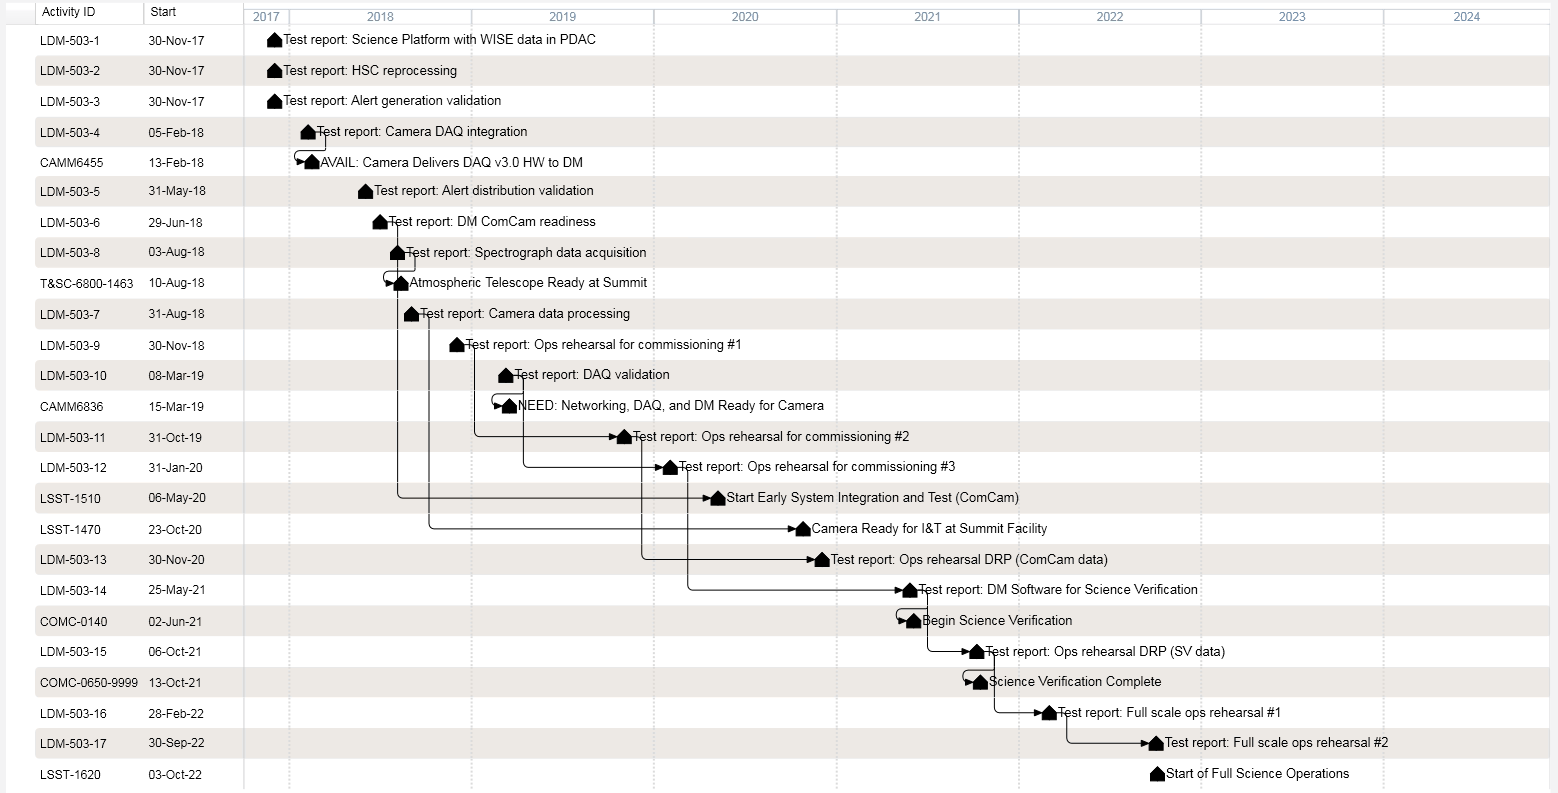 Activity ID Start 2017 2018 2019 2020 2021 2022 2023 2024
LDM-503-1 30-Nov-17 Test report: Science Platform with WISE data in PDAC
LDM-503-2 30-Nov-17 Test report: HSC reprocessing
LDM-503-3 30-Nov-17 Test report: Alert generation validation
LDM-503-4 05-Feb-18 Test report: Camera DAQ integration
CAMM6455 13-Feb-18 AVAIL: Camera Delivers DAQ v3.0 HW to DM
LDM-503-5 31-May-18 Test report: Alert distribution validation
LDM-503-6 29-Jun-18 Test report: DM ComCam readiness
LDM-503-8 03-Aug-18 Test report: Spectrograph data acquisition
T&SC-6800-1463 10-Aug-18 Atmospheric Telescope Ready at Summit
LDM-503-7 31-Aug-18 Test report: Camera data processing
LDM-503-9 30-Nov-18 Test report: Ops rehearsal for commissioning #1
LDM-503-10 08-Mar-19 Test report: DAQ validation
CAMM6836 15-Mar-19 NEED: Networking, DAQ, and DM Ready for Camera
LDM-503-11 31-Oct-19 Test report: Ops rehearsal for commissioning #2
LDM-503-12 31-Jan-20 Test report: Ops rehearsal for commissioning #3
LSST-1510 06-May-20 Start Early System Integration and Test (ComCam)
LSST-1470 23-Oct-20 Camera Ready for I&T at Summit Facility
LDM-503-13 30-Nov-20 Test report: Ops rehearsal DRP (ComCam data)
LDM-503-14 25-May-21 Test report: DM Software for Science Verification
COMC-0140 02-Jun-21 Begin Science Verification
LDM-503-15 06-Oct-21 Test report: Ops rehearsal DRP (SV data)
COMC-0650-9999 13-Oct-21 Science Verification Complete
LDM-503-16 28-Feb-22 Test report: Full scale ops rehearsal #1
LDM-503-17 30-Sep-22 Test report: Full scale ops rehearsal #2
LSST-1620 03-Oct-22 Start of Full Science Operations